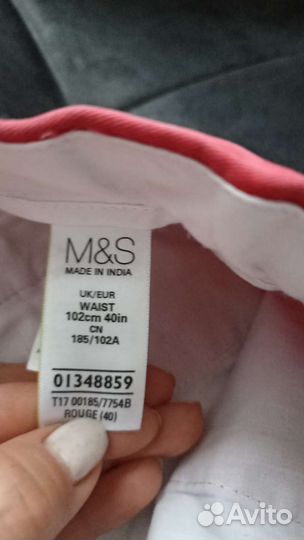 M&S
MADE IN INDIA
UK/EUR
WAIST
102cm 40in
CN
185/102A
01348859
T17 00185/7754B
ROUGE (40)
Avito